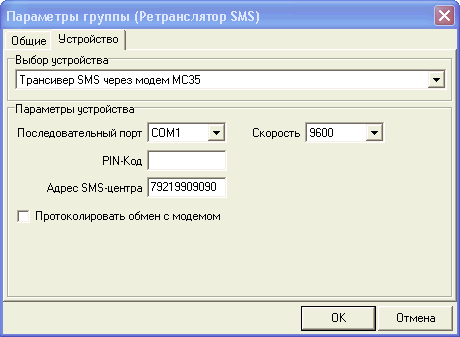 Параметры группы (Ретранслятор SMS)
Общие Устройство
Выбор устройства
Трансивер SMS через модем MC35
Параметры устройства
Последовательный порт COM1 Скорость 9600
PIN-Код
Адрес SMS-центра 79219909090
Протоколировать обмен с модемом
OK Отмена